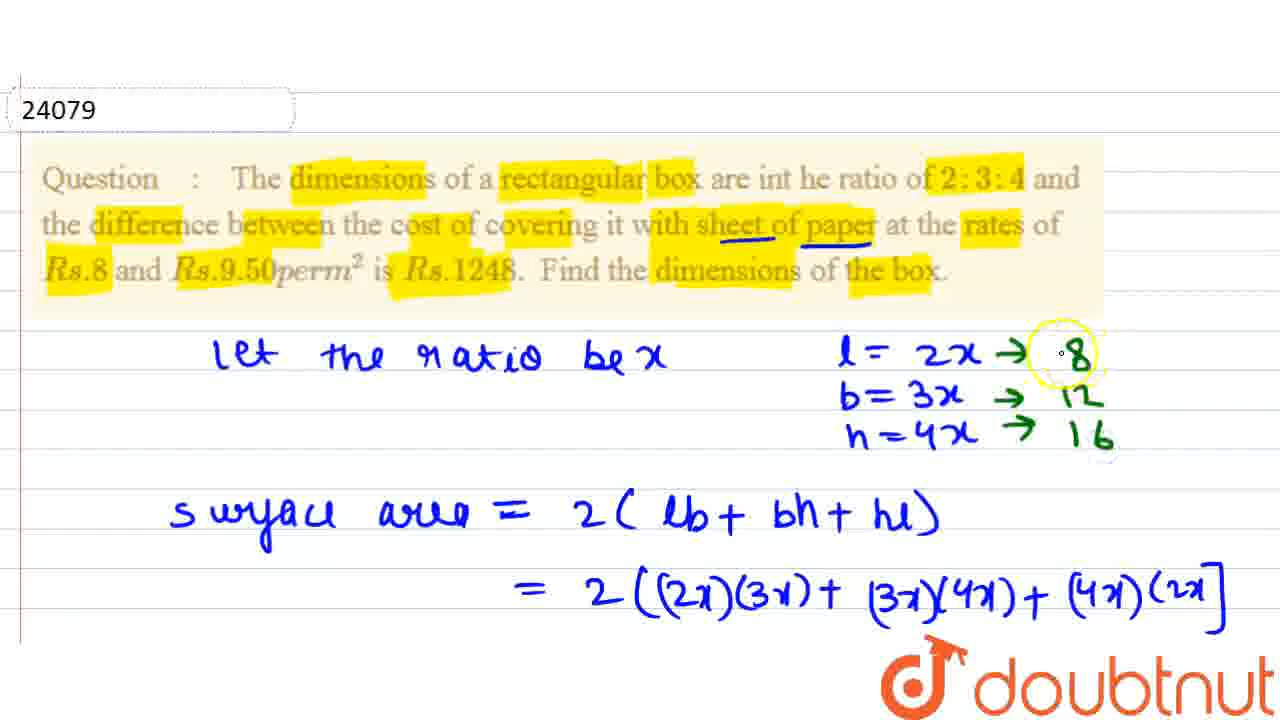 24079
Question : The dimensions of a rectangular box are int he ratio of 2 : 3 : 4 and
the difference between the cost of covering it with sheet of paper at the rates of
Rs.8 and Rs.9.50perm² is Rs.1248. Find the dimensions of the box.
let the ratio be x
l = 2x → 8
b = 3x → 12
h = 4x → 16
surface area = 2 ( lb + bh + hl )
= 2 ( (2x) (3x) + (3x) (4x) + (4x) (2x ]
doubtnut